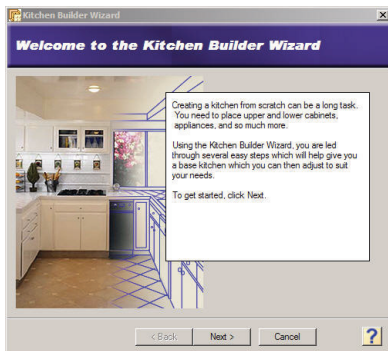 Kitchen Builder Wizard
Welcome to the Kitchen Builder Wizard
Creating a kitchen from scratch can be a long task.
You need to place upper and lower cabinets,
appliances, and so much more.
Using the Kitchen Builder Wizard, you are led
through several easy steps which will help give you
a base kitchen which you can then adjust to suit
your needs.
To get started, click Next.
< Back
Next >
Cancel
?